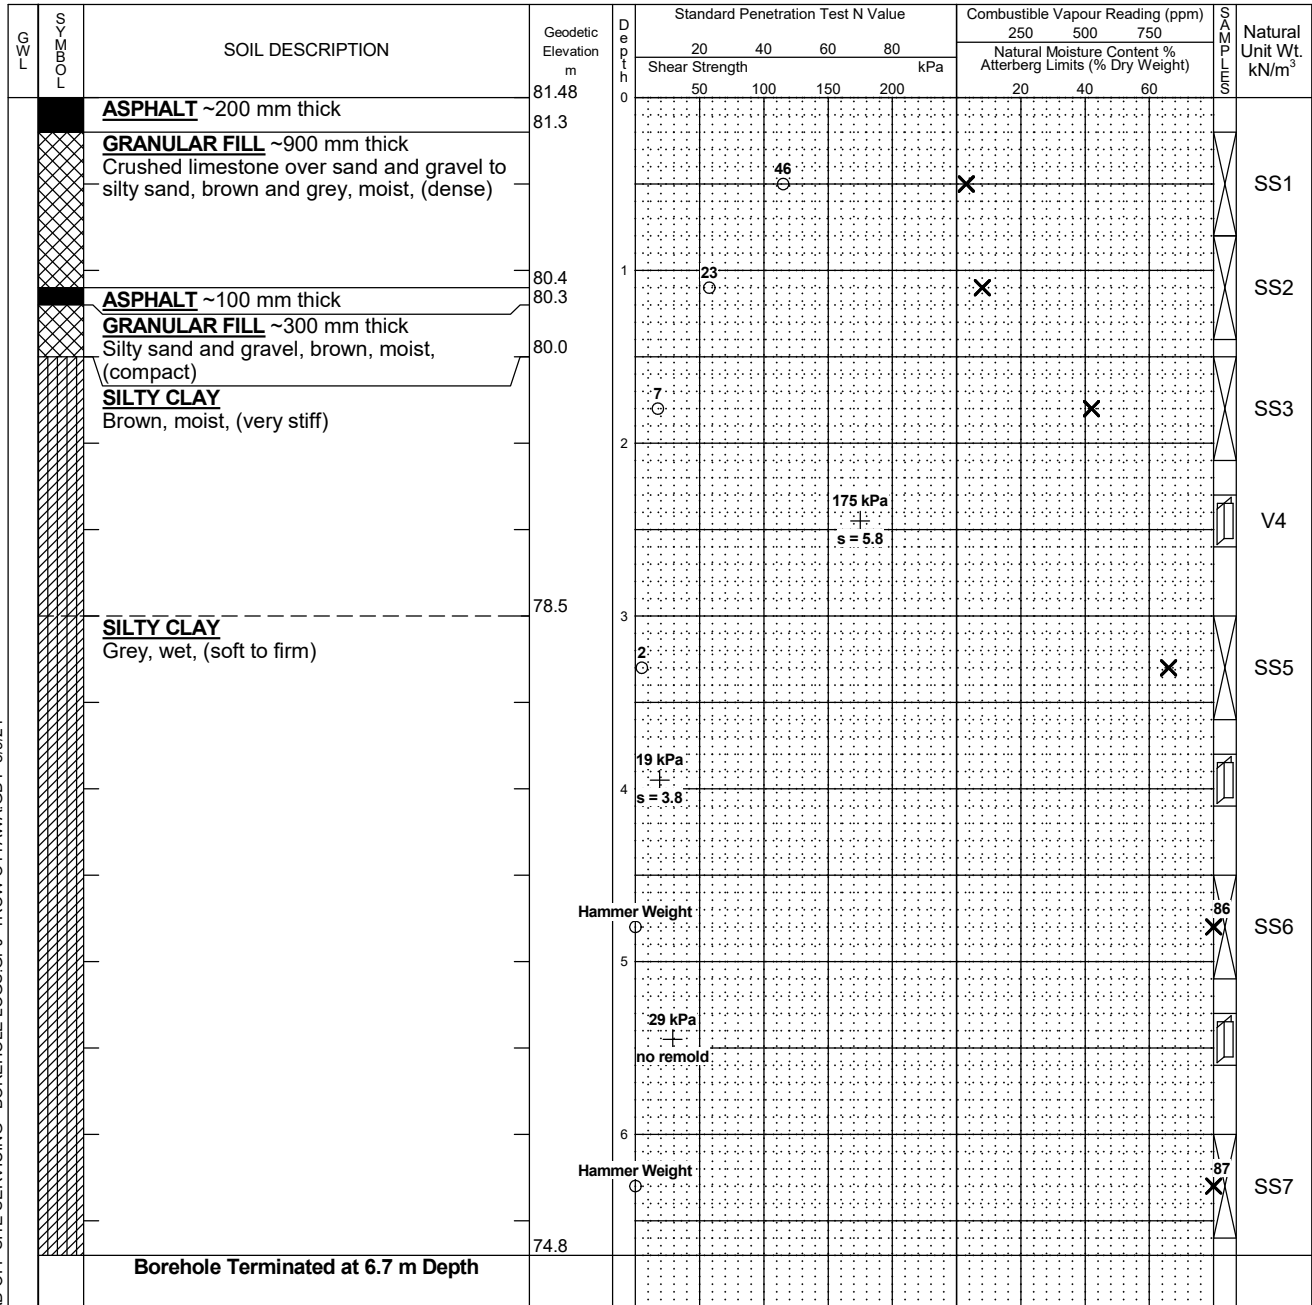 GWL
SYMBOL
SOIL DESCRIPTION
Geodetic
Elevation
m
Depth
Standard Penetration Test N Value
20 40 60 80
Shear Strength kPa
50 100 150 200
Combustible Vapour Reading (ppm)
250 500 750
Natural Moisture Content %
Atterberg Limits (% Dry Weight)
20 40 60
SAMPLES
Natural
Unit Wt.
kN/m³
81.48
0
ASPHALT ~200 mm thick
81.3
GRANULAR FILL ~900 mm thick
Crushed limestone over sand and gravel to
silty sand, brown and grey, moist, (dense)
46
SS1
80.4
1
23
SS2
ASPHALT ~100 mm thick
80.3
GRANULAR FILL ~300 mm thick
Silty sand and gravel, brown, moist,
(compact)
80.0
SILTY CLAY
Brown, moist, (very stiff)
7
SS3
2
175 kPa
s = 5.8
V4
78.5
3
SILTY CLAY
Grey, wet, (soft to firm)
2
SS5
19 kPa
4
s = 3.8
Hammer Weight
86
SS6
5
29 kPa
no remold
6
Hammer Weight
87
SS7
74.8
Borehole Terminated at 6.7 m Depth